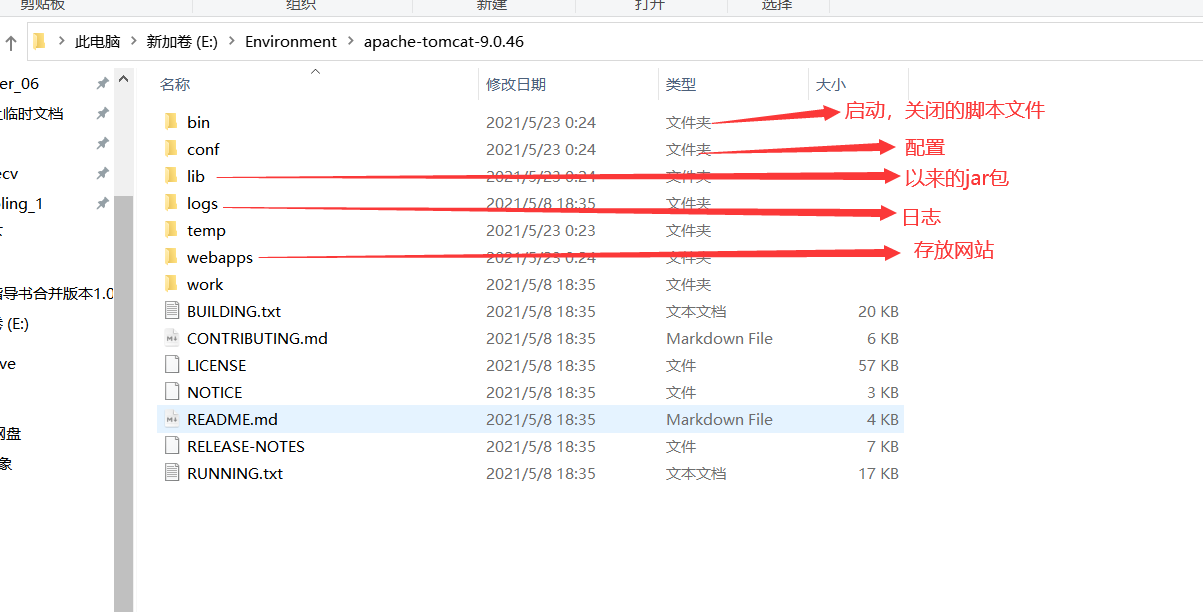 剪贴板 组织 新建 打开 选择
此电脑 新加卷 (E:) Environment apache-tomcat-9.0.46
er_06
临时文档
ecv
ling_1
导书合并版本1.0
(E:)
ve
网盘
象
名称 修改日期 类型 大小
bin 2021/5/23 0:24 文件夹 启动，关闭的脚本文件
conf 2021/5/23 0:24 文件夹 配置
lib 2021/5/23 0:24 文件夹 以来的jar包
logs 2021/5/8 18:35 文件夹 日志
temp 2021/5/23 0:23 文件夹
webapps 2021/5/23 0:24 文件夹 存放网站
work 2021/5/8 18:35 文件夹
BUILDING.txt 2021/5/8 18:35 文本文档 20 KB
CONTRIBUTING.md 2021/5/8 18:35 Markdown File 6 KB
LICENSE 2021/5/8 18:35 文件 57 KB
NOTICE 2021/5/8 18:35 文件 3 KB
README.md 2021/5/8 18:35 Markdown File 4 KB
RELEASE-NOTES 2021/5/8 18:35 文件 7 KB
RUNNING.txt 2021/5/8 18:35 文本文档 17 KB